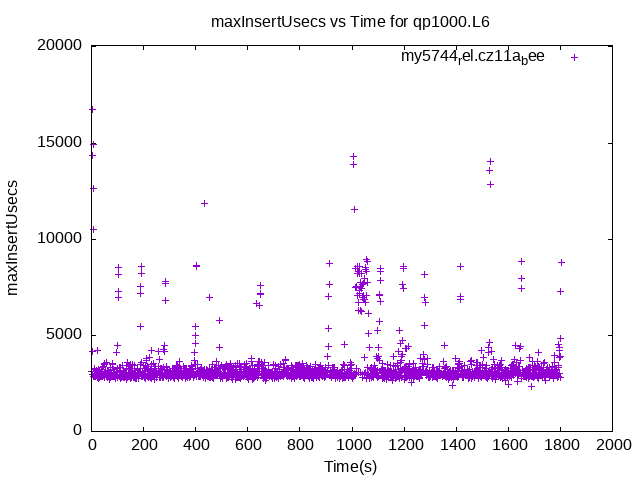 maxInsertUsecs vs Time for qp1000.L6
my5744rel.cz11abee
20000
15000
10000
5000
0
maxInsertUsecs
0 200 400 600 800 1000 1200 1400 1600 1800 2000
Time(s)